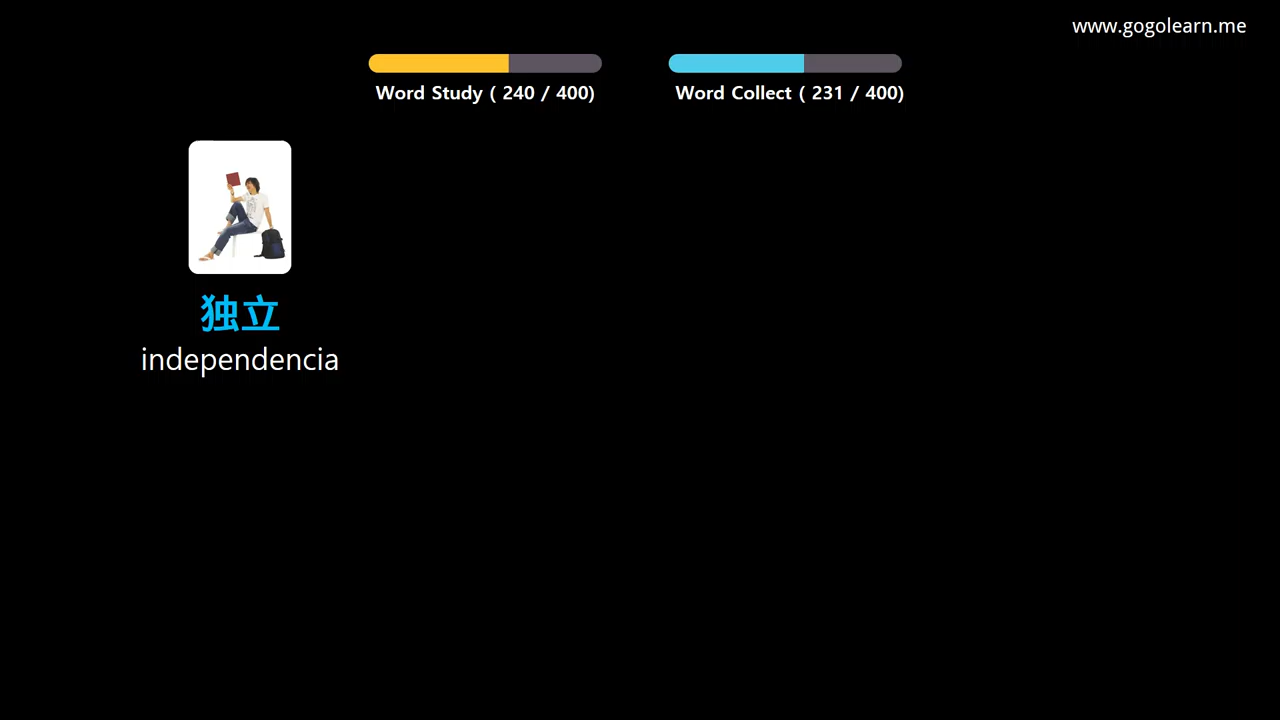 www.gogolearn.me
Word Study ( 240 / 400)
Word Collect ( 231 / 400)
独立
independencia